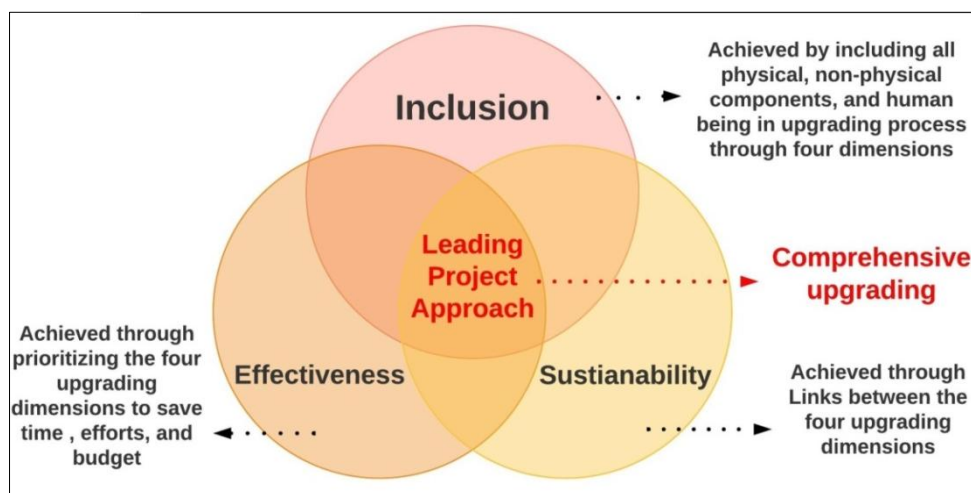 Inclusion
Achieved by including all
physical, non-physical
components, and human
being in upgrading process
through four dimensions
Leading
Project
Approach
Comprehensive
upgrading
Achieved through
prioritizing the four
upgrading
dimensions to save
time , efforts, and
budget
Effectiveness
Sustianability
Achieved through
Links between the
four upgrading
dimensions